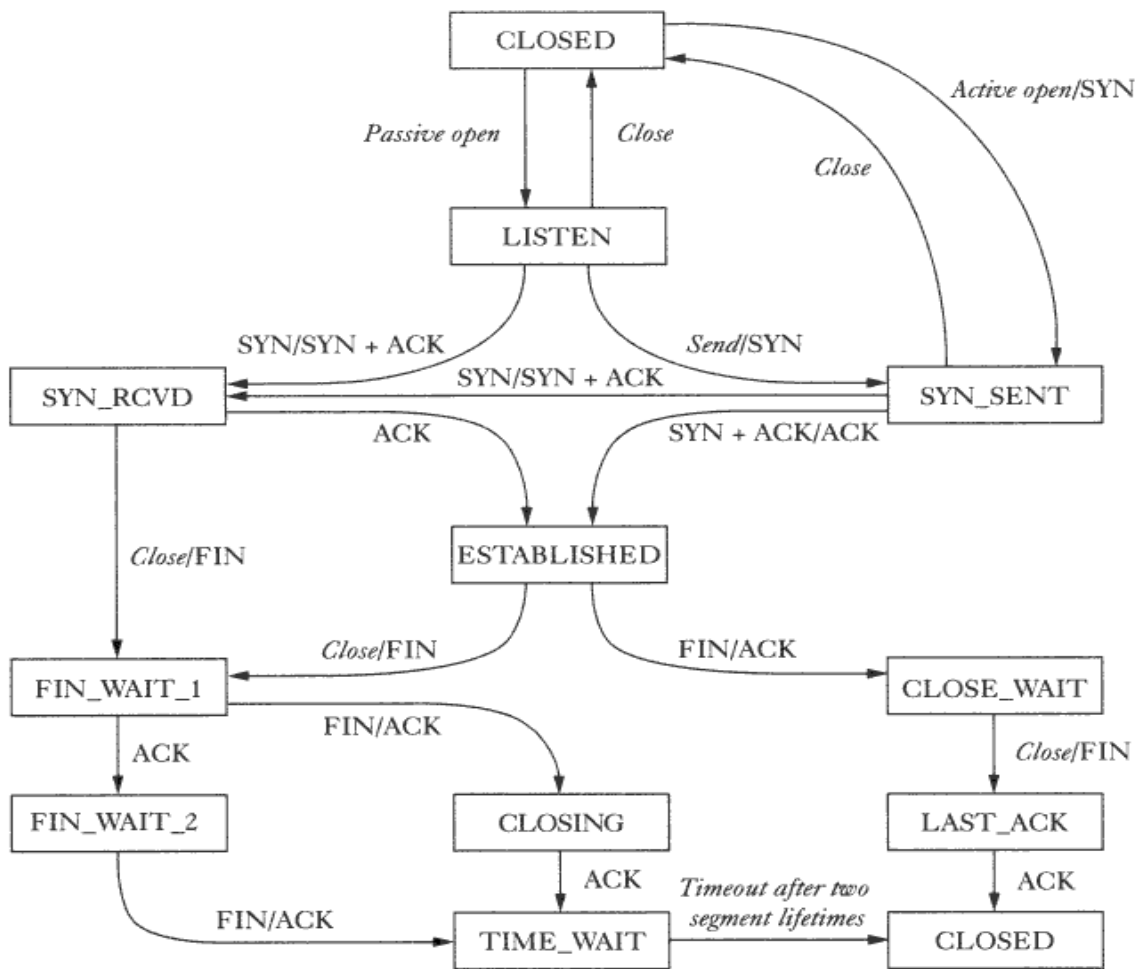 CLOSED
Active open/SYN
Passive open
Close
Close
LISTEN
SYN/SYN + ACK
Send/SYN
SYN/SYN + ACK
SYN_RCVD
SYN_SENT
ACK
SYN + ACK/ACK
Close/FIN
ESTABLISHED
Close/FIN
FIN/ACK
FIN_WAIT_1
CLOSE_WAIT
FIN/ACK
ACK
Close/FIN
FIN_WAIT_2
CLOSING
LAST_ACK
ACK
Timeout after two
segment lifetimes
ACK
FIN/ACK
TIME_WAIT
CLOSED